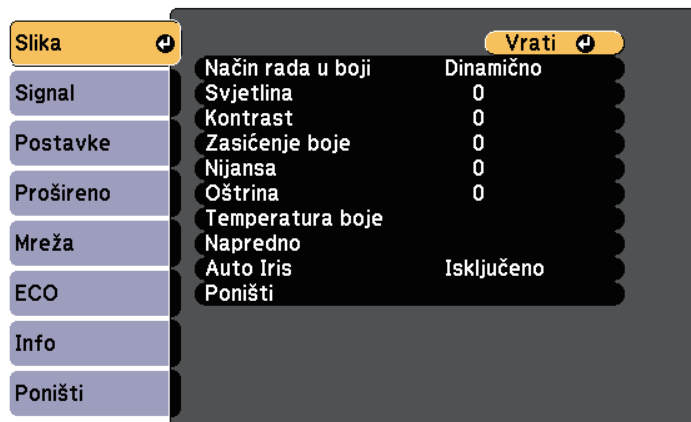 Slika
Signal
Postavke
Prošireno
Mreža
ECO
Info
Poništi
Vrati
Način rada u boji Dinamično
Svjetlina 0
Kontrast 0
Zasićenje boje 0
Nijansa 0
Oštrina 0
Temperatura boje
Napredno
Auto Iris Isključeno
Poništi